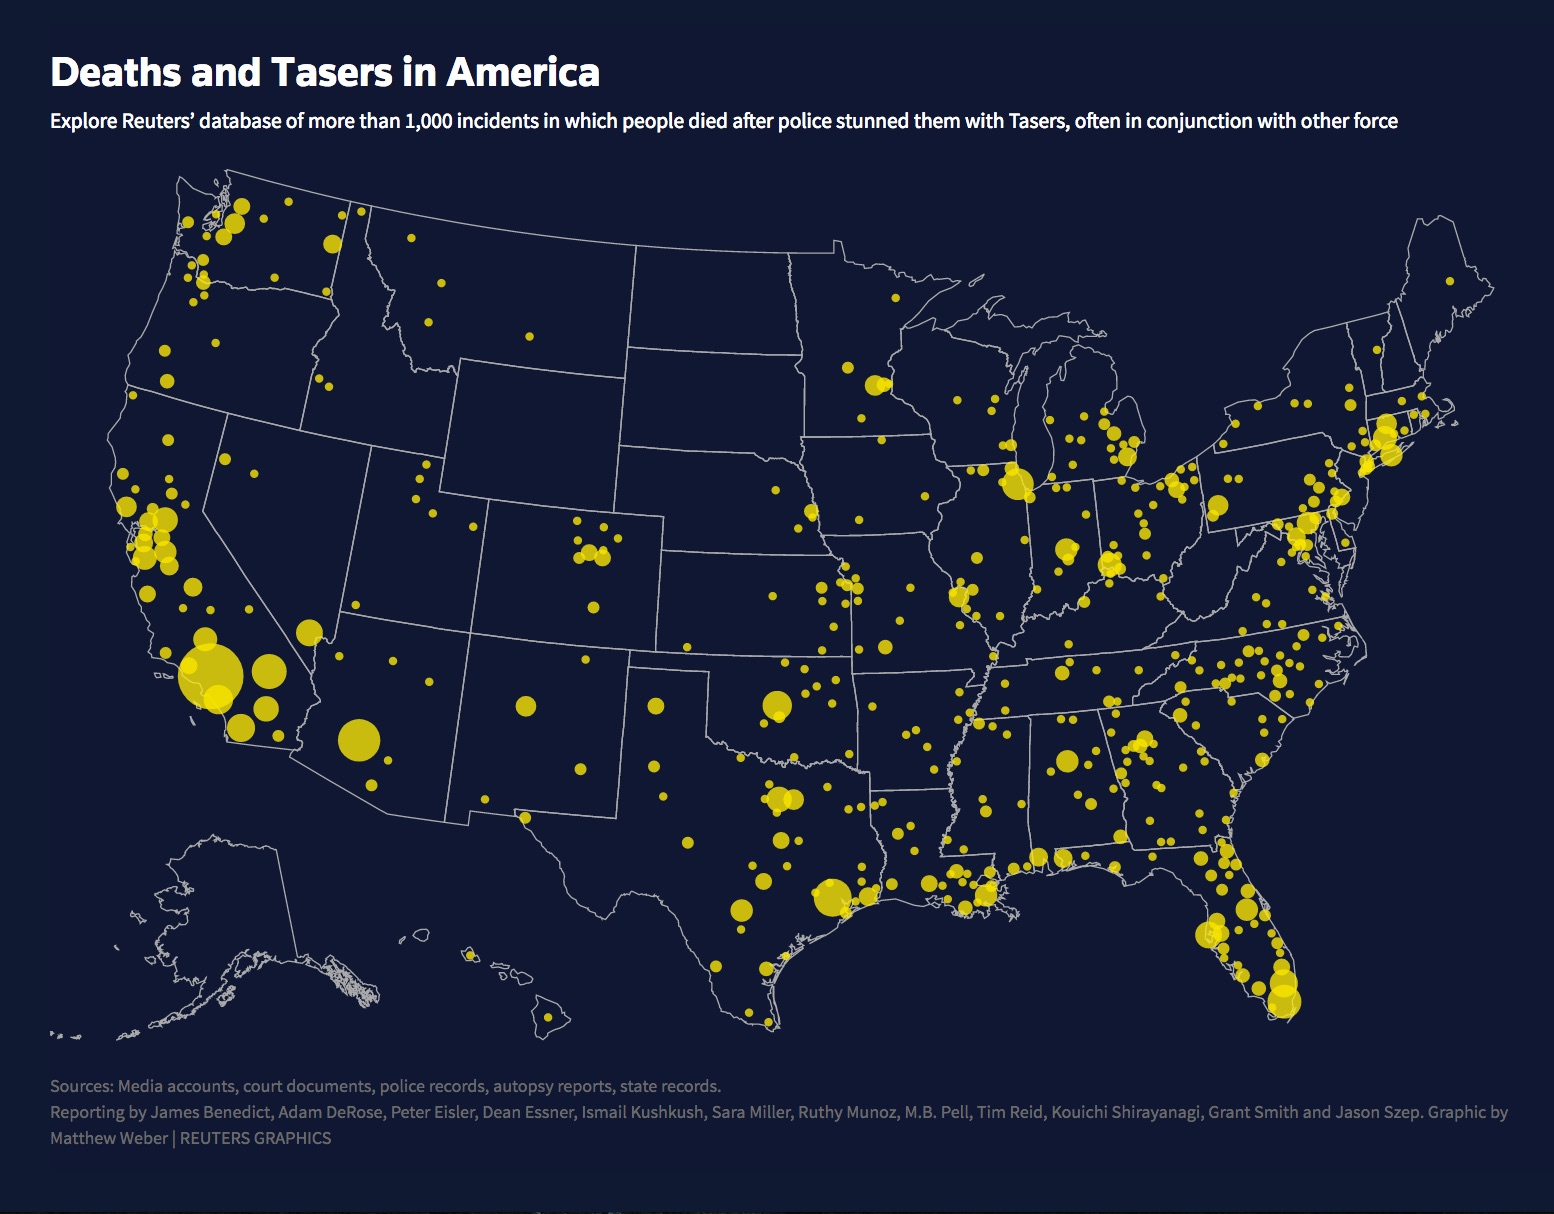 Deaths and Tasers in America
Explore Reuters’ database of more than 1,000 incidents in which people died after police stunned them with Tasers, often in conjunction with other force
Sources: Media accounts, court documents, police records, autopsy reports, state records.
Reporting by James Benedict, Adam DeRose, Peter Eisler, Dean Essner, Ismail Kushkush, Sara Miller, Ruthy Munoz, M.B. Pell, Tim Reid, Kouichi Shirayanagi, Grant Smith and Jason Szep. Graphic by
Matthew Weber | REUTERS GRAPHICS